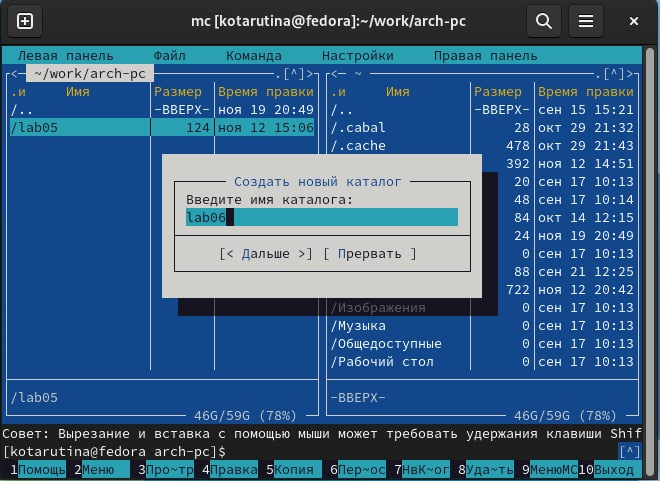 mc [kotarutina@fedora]:~/work/arch-pc
Левая панель Файл Команда Настройки Правая панель
<─ ~/work/arch-pc .[^]> <─ ~ .[^]>
.и Имя Размер Время правки .и Имя Размер Время правки
/.. -ВВЕРХ- ноя 19 20:49 /.. -ВВЕРХ- сен 15 15:21
/lab05 124 ноя 12 15:06 /.cabal 28 окт 29 21:32
/.cache 478 окт 29 21:43
392 ноя 12 14:51
Создать новый каталог 20 сен 17 10:13
Введите имя каталога: 48 сен 17 10:14
lab06 84 окт 14 12:15
24 ноя 19 20:49
[< Дальше >] [ Прервать ] 0 сен 17 10:13
88 сен 21 12:25
722 ноя 12 20:42
/Изображения 0 сен 17 10:13
/Музыка 0 сен 17 10:13
/Общедоступные 0 сен 17 10:13
/Рабочий стол 0 сен 17 10:13
/lab05 -ВВЕРХ-
46G/59G (78%) 46G/59G (78%)
Совет: Вырезание и вставка с помощью мыши может требовать удержания клавиши Shif
[kotarutina@fedora arch-pc]$ [^]
1Помощь 2Меню 3Про~тр 4Правка 5Копия 6Пер~ос 7НвК~ог 8Уда~ть 9МенюМС 10Выход